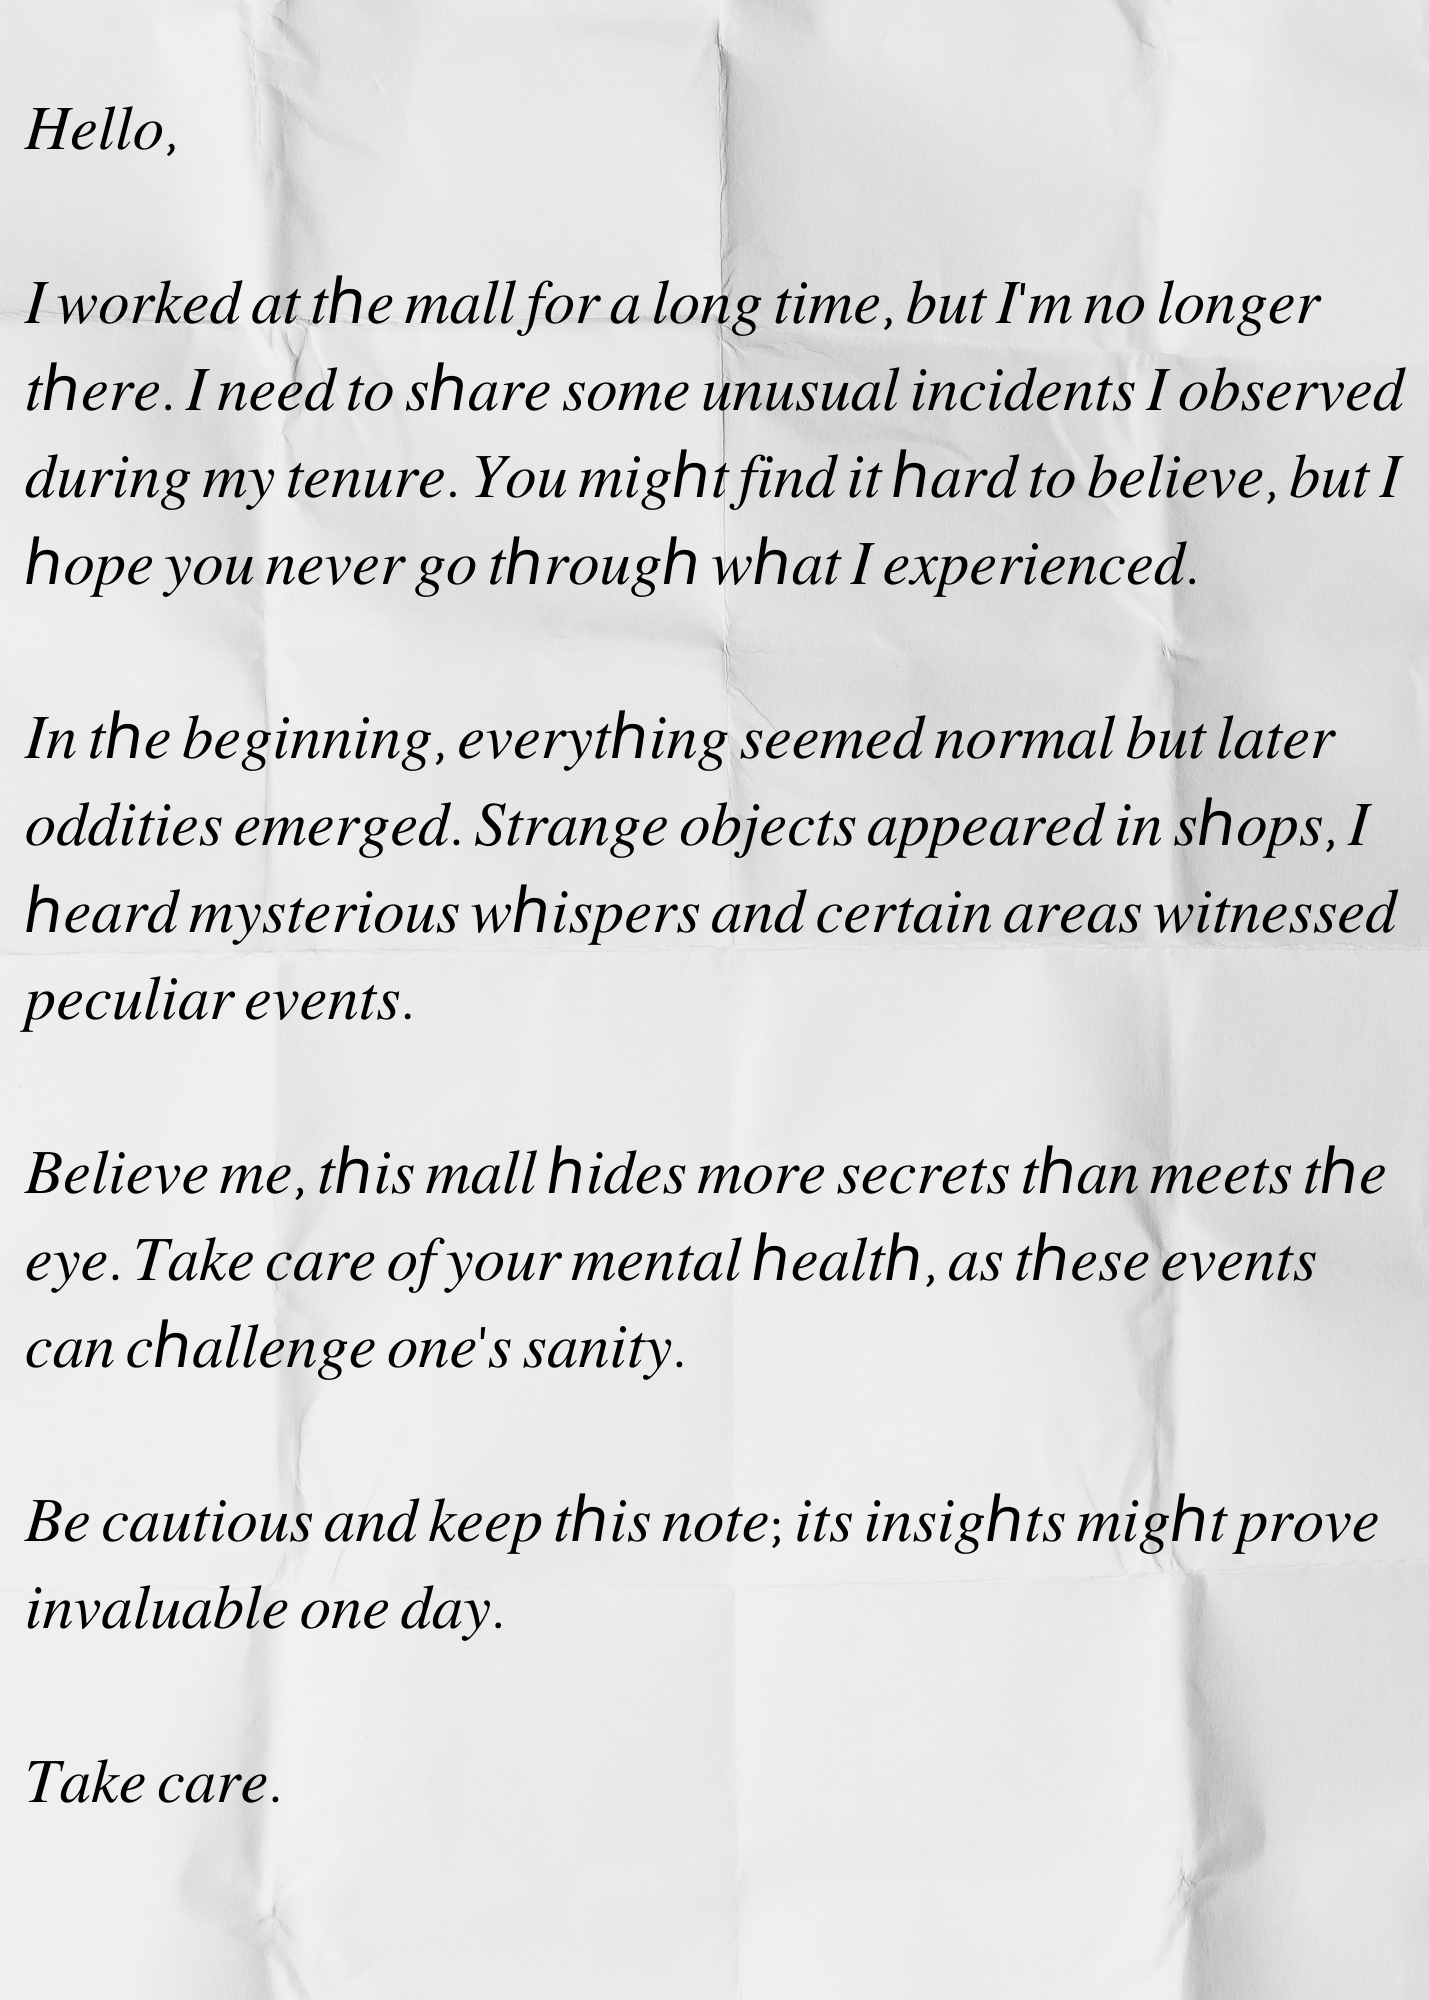 Hello,
I worked at the mall for a long time, but I'm no longer
there. I need to share some unusual incidents I observed
during my tenure. You might find it hard to believe, but I
hope you never go through what I experienced.
In the beginning, everything seemed normal but later
oddities emerged. Strange objects appeared in shops, I
heard mysterious whispers and certain areas witnessed
peculiar events.
Believe me, this mall hides more secrets than meets the
eye. Take care of your mental health, as these events
can challenge one's sanity.
Be cautious and keep this note; its insights might prove
invaluable one day.
Take care.